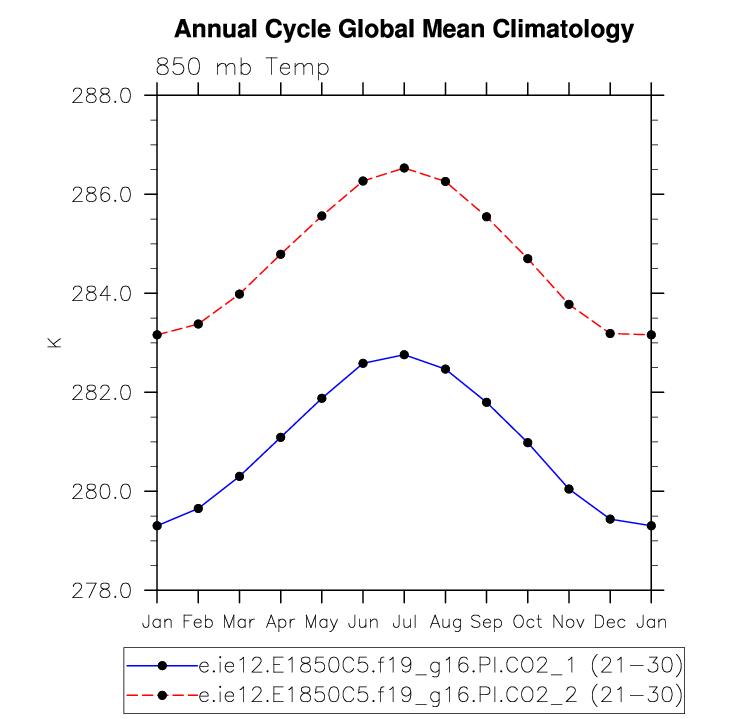 Annual Cycle Global Mean Climatology
850 mb Temp
288.0
286.0
284.0
K
282.0
280.0
278.0
Jan Feb Mar Apr May Jun Jul Aug Sep Oct Nov Dec Jan
e.ie12.E1850C5.f19_g16.PI.CO2_1 (21-30)
e.ie12.E1850C5.f19_g16.PI.CO2_2 (21-30)